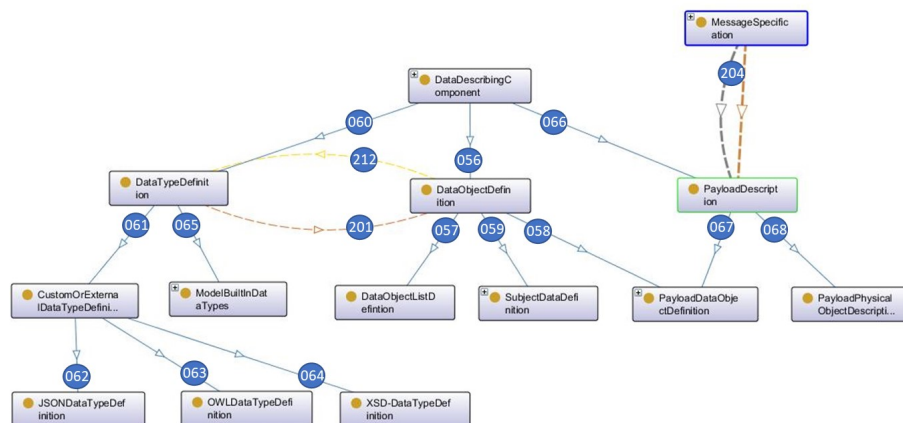 MessageSpecific
ation
204
DataDescribingC
omponent
060
066
212
056
DataTypeDefinit
ion
DataObjectDefin
ition
PayloadDescript
ion
061
065
201
057
059
058
067
068
CustomOrExterna
lDataTypeDefini...
ModelBuiltInDat
aTypes
DataObjectListD
efintion
SubjectDataDefi
nition
PayloadDataObje
ctDefinition
PayloadPhysical
ObjectDescripti...
062
063
064
JSONDataTypeDef
inition
OWLDataTypeDefi
nition
XSD-DataTypeDef
inition